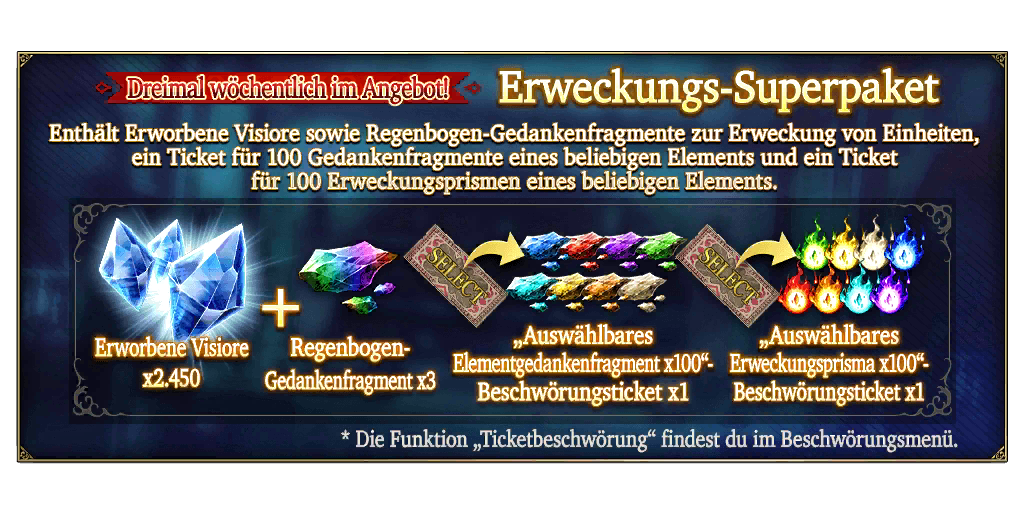 Dreimal wöchentlich im Angebot!
Erweckungs-Superpaket
Enthält Erworbene Visiore sowie Regenbogen-Gedankenfragmente zur Erweckung von Einheiten,
ein Ticket für 100 Gedankenfragmente eines beliebigen Elements und ein Ticket
für 100 Erweckungsprismen eines beliebigen Elements.
SELECT
SELECT
+
Erworbene Visiore
x2.450
Regenbogen-
Gedankenfragment x3
„Auswählbares
Elementgedankenfragment x100“-
Beschwörungsticket x1
„Auswählbares
Erweckungsprisma x100“-
Beschwörungsticket x1
* Die Funktion „Ticketbeschwörung“ findest du im Beschwörungsmenü.